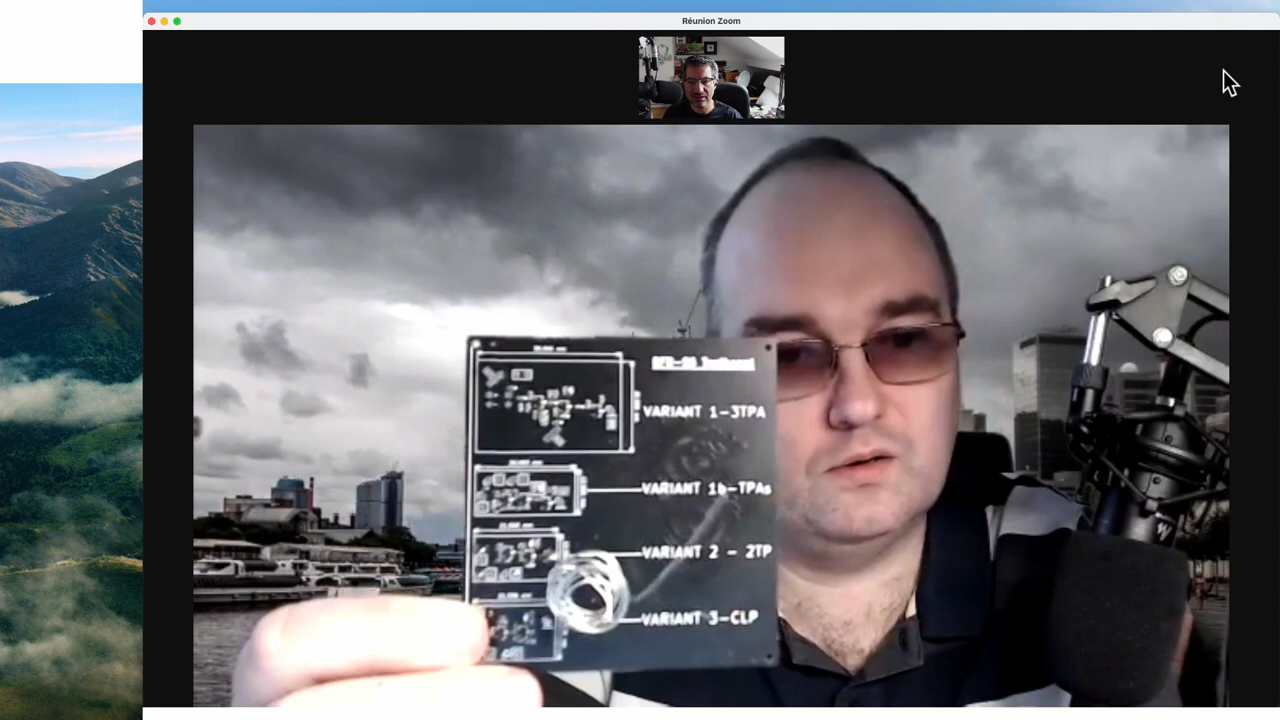 Réunion Zoom
VARIANT 1-3TPA
VARIANT 1b-TPAs
VARIANT 2 - 2TP
VARIANT 3-CLP